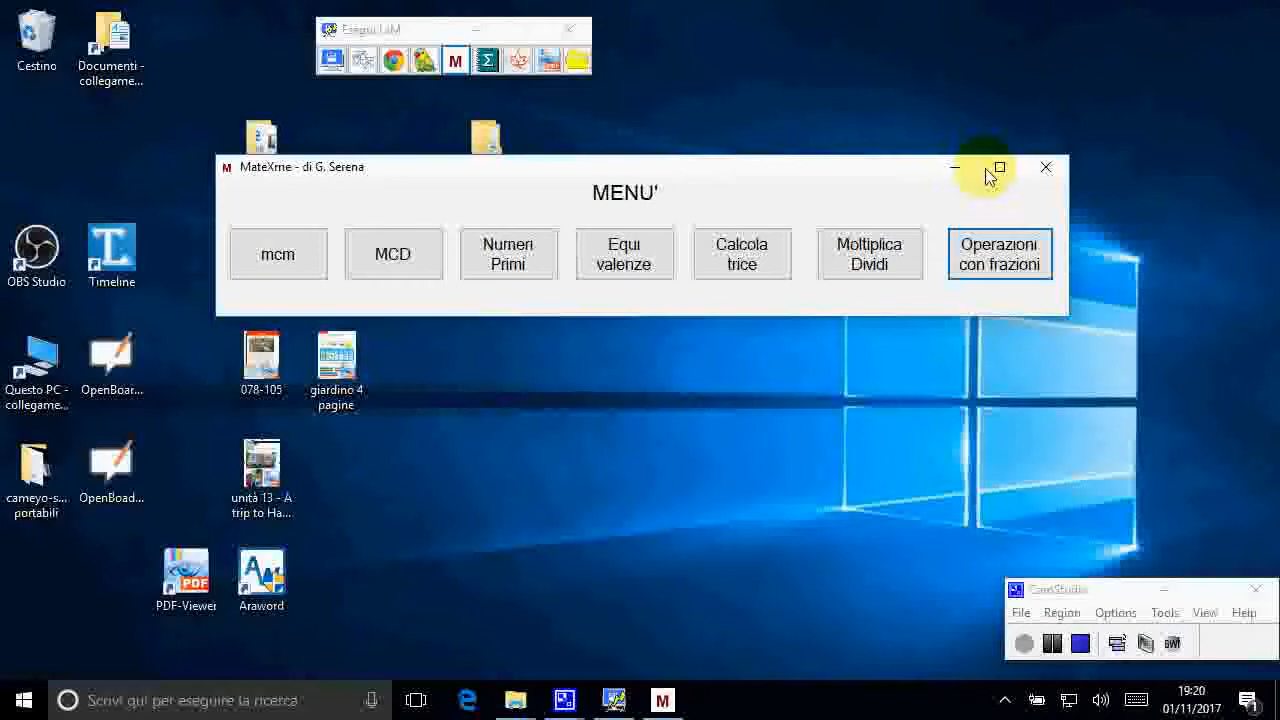 Esegui LiM
Cestino
Documenti -
collegame...
M
Σ
M MateXme - di G. Serena
MENU'
mcm
MCD
Numeri
Primi
Equi
valenze
Calcola
trice
Moltiplica
Dividi
Operazioni
con frazioni
OBS Studio
Timeline
Questo PC -
collegame...
OpenBoar...
078-105
giardino 4
pagine
cameyo-s...
portabili
OpenBoad...
unità 13 - A
trip to Ha...
PDF
PDF-Viewer
Araword
CamStudio
File Region Options Tools View Help
Scrivi qui per eseguire la ricerca
M
19:20
01/11/2017
1